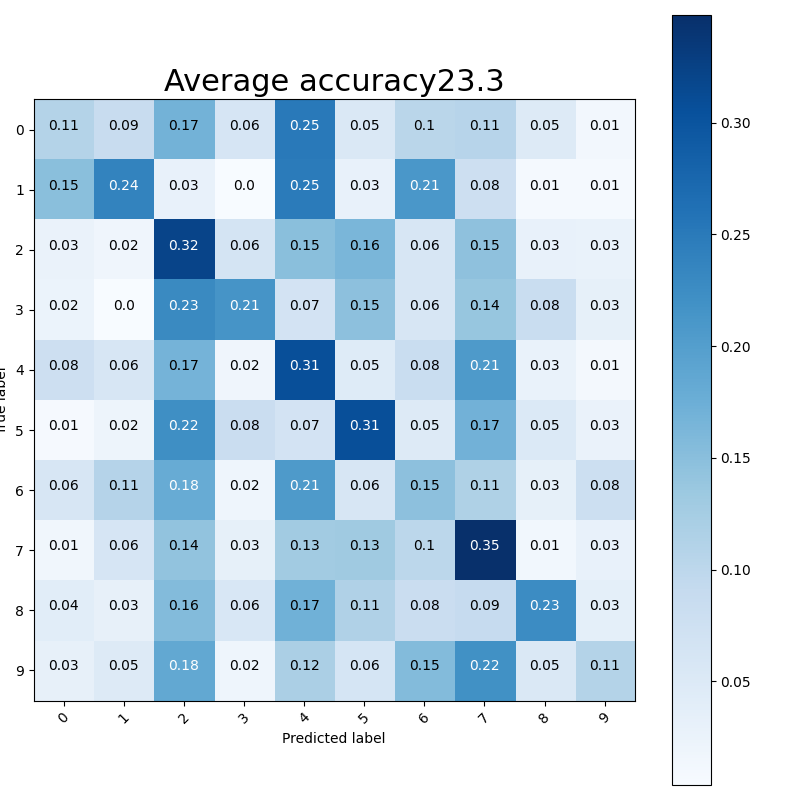 Average accuracy23.3
0 0.11 0.09 0.17 0.06 0.25 0.05 0.1 0.11 0.05 0.01
1 0.15 0.24 0.03 0.0 0.25 0.03 0.21 0.08 0.01 0.01
2 0.03 0.02 0.32 0.06 0.15 0.16 0.06 0.15 0.03 0.03
3 0.02 0.0 0.23 0.21 0.07 0.15 0.06 0.14 0.08 0.03
4 0.08 0.06 0.17 0.02 0.31 0.05 0.08 0.21 0.03 0.01
5 0.01 0.02 0.22 0.08 0.07 0.31 0.05 0.17 0.05 0.03
6 0.06 0.11 0.18 0.02 0.21 0.06 0.15 0.11 0.03 0.08
7 0.01 0.06 0.14 0.03 0.13 0.13 0.1 0.35 0.01 0.03
8 0.04 0.03 0.16 0.06 0.17 0.11 0.08 0.09 0.23 0.03
9 0.03 0.05 0.18 0.02 0.12 0.06 0.15 0.22 0.05 0.11
0 1 2 3 4 5 6 7 8 9
Predicted label
label
0.30
0.25
0.20
0.15
0.10
0.05